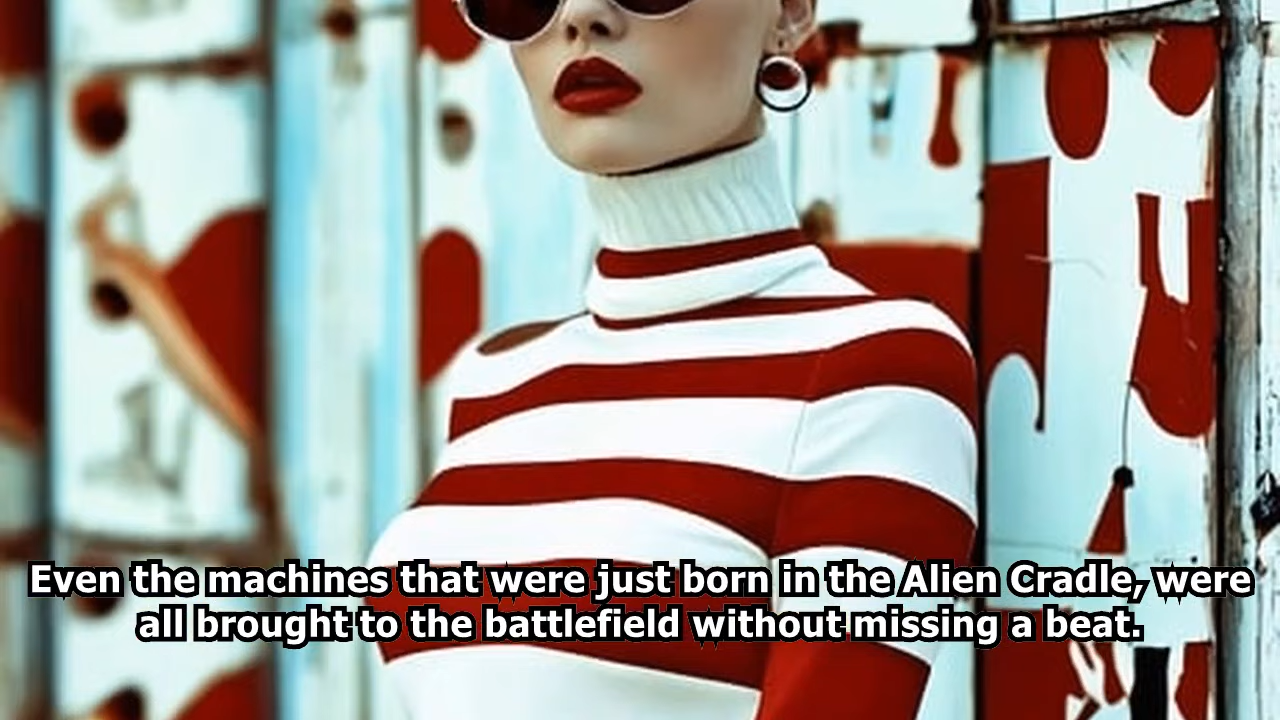 Even the machines that were just born in the Alien Cradle, were
all brought to the battlefield without missing a beat.